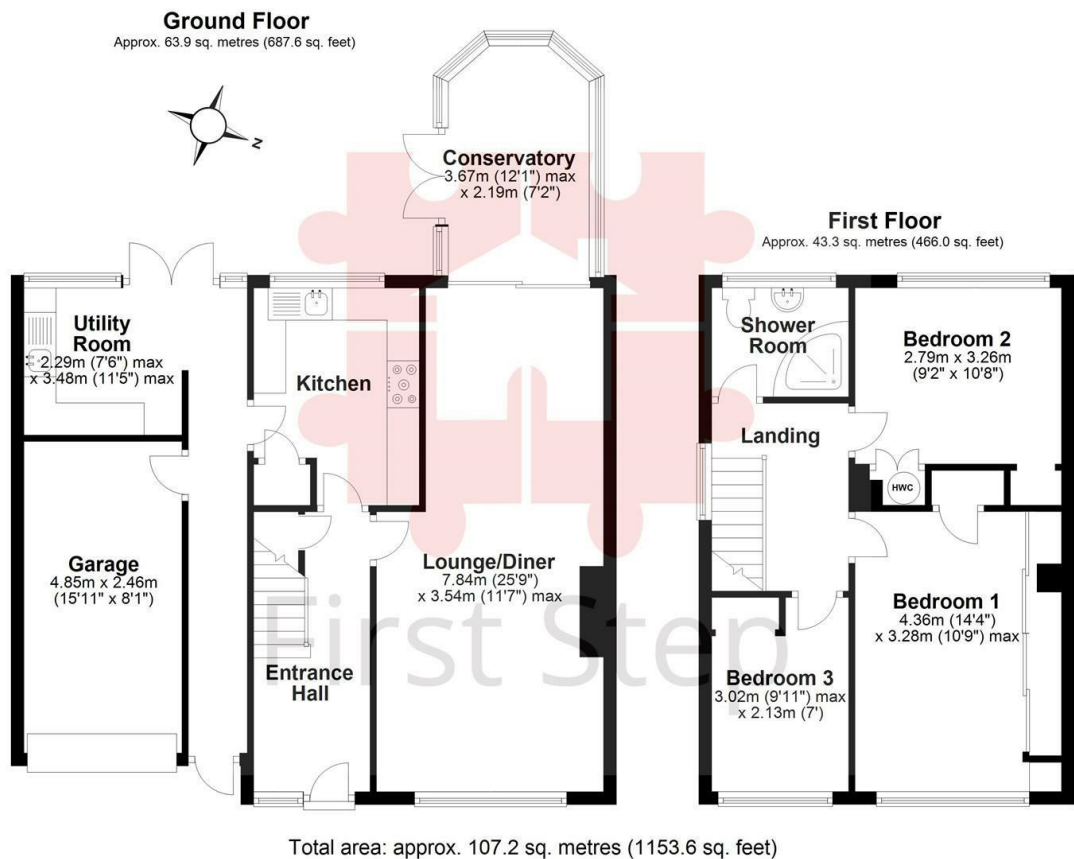 Ground Floor
Approx. 63.9 sq. metres (687.6 sq. feet)
N
Conservatory
3.67m (12'1") max
x 2.19m (7'2")
Utility
Room
2.29m (7'6") max
x 3.48m (11'5") max
Kitchen
Garage
4.85m x 2.46m
(15'11" x 8'1")
Lounge/Diner
7.84m (25'9")
x 3.54m (11'7") max
Entrance
Hall
First Floor
Approx. 43.3 sq. metres (466.0 sq. feet)
Shower
Room
Bedroom 2
2.79m x 3.26m
(9'2" x 10'8")
Landing
HWC
Bedroom 1
4.36m (14'4")
x 3.28m (10'9") max
Bedroom 3
3.02m (9'11") max
x 2.13m (7')
First Step
Total area: approx. 107.2 sq. metres (1153.6 sq. feet)